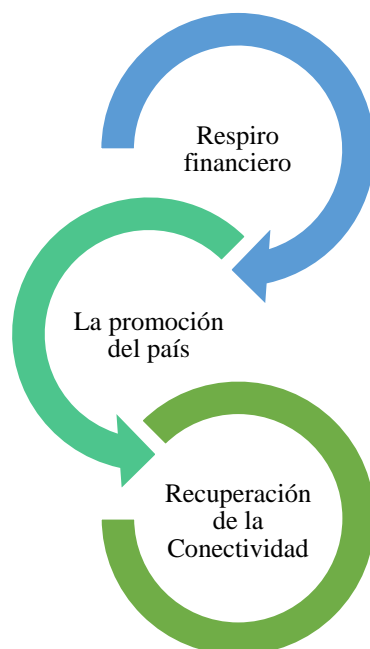 Respiro
financiero
La promoción
del país
Recuperación
de la
Conectividad